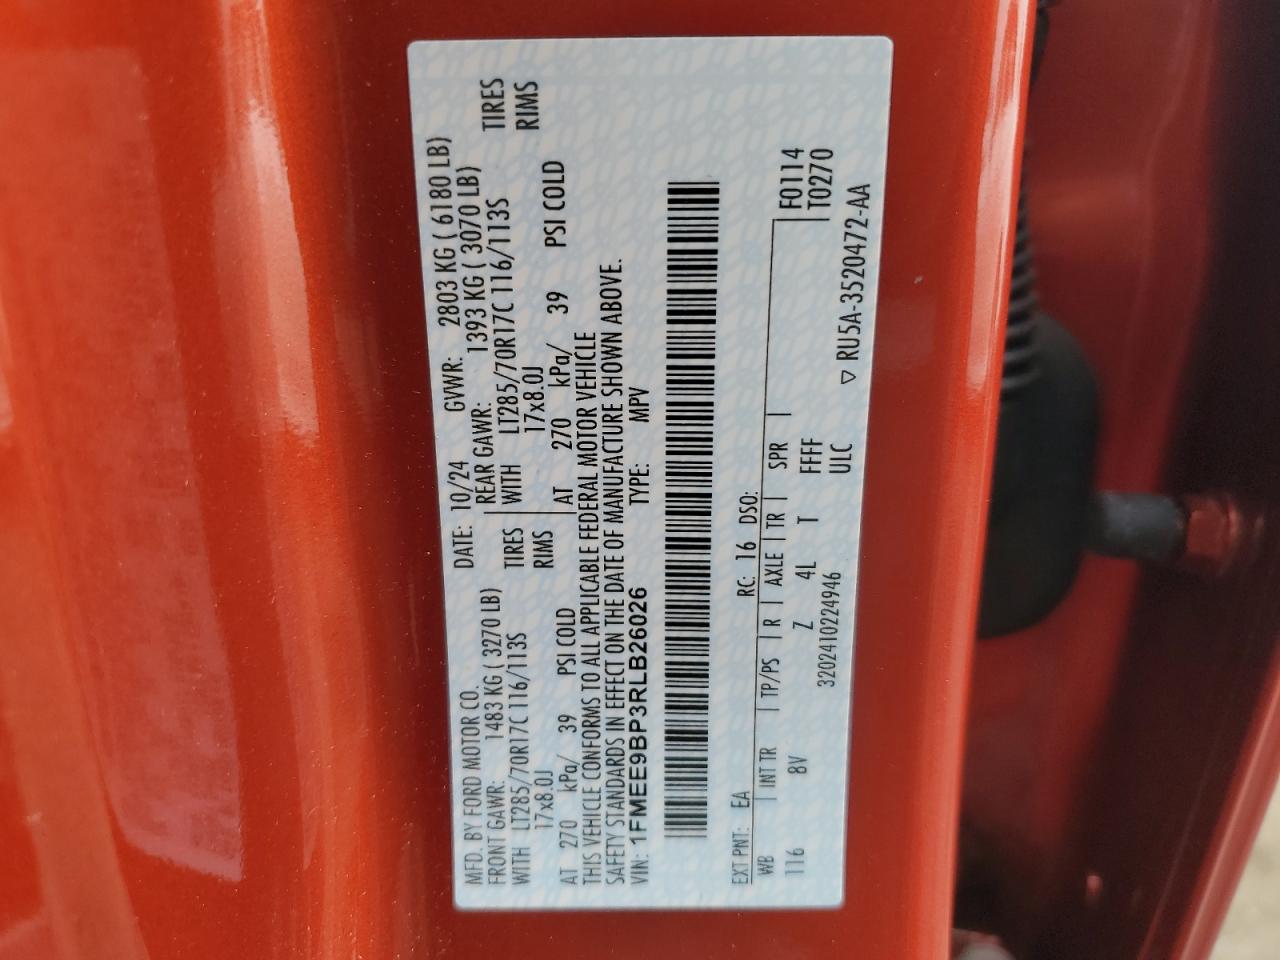 MFD. BY FORD MOTOR CO.
DATE: 10/24 GVWR: 2803 KG ( 6180 LB)
FRONT GAWR: 1483 KG ( 3270 LB) REAR GAWR: 1393 KG ( 3070 LB)
WITH LT285/70R17C 116/113S TIRES WITH LT285/70R17C 116/113S TIRES
17x8.0J RIMS 17x8.0J RIMS
AT 270 kPa/ 39 PSI COLD AT 270 kPa/ 39 PSI COLD
THIS VEHICLE CONFORMS TO ALL APPLICABLE FEDERAL MOTOR VEHICLE
SAFETY STANDARDS IN EFFECT ON THE DATE OF MANUFACTURE SHOWN ABOVE.
VIN: 1FMEE9BP3RLB26026 TYPE: MPV
EXT PNT: EA RC: 16 DSO:
WB INT TR TP/PS R AXLE TR SPR F0114
116 8V Z 4L T FFFF T0270
3202410224946 ULC
▽ RU5A-3520472-AA